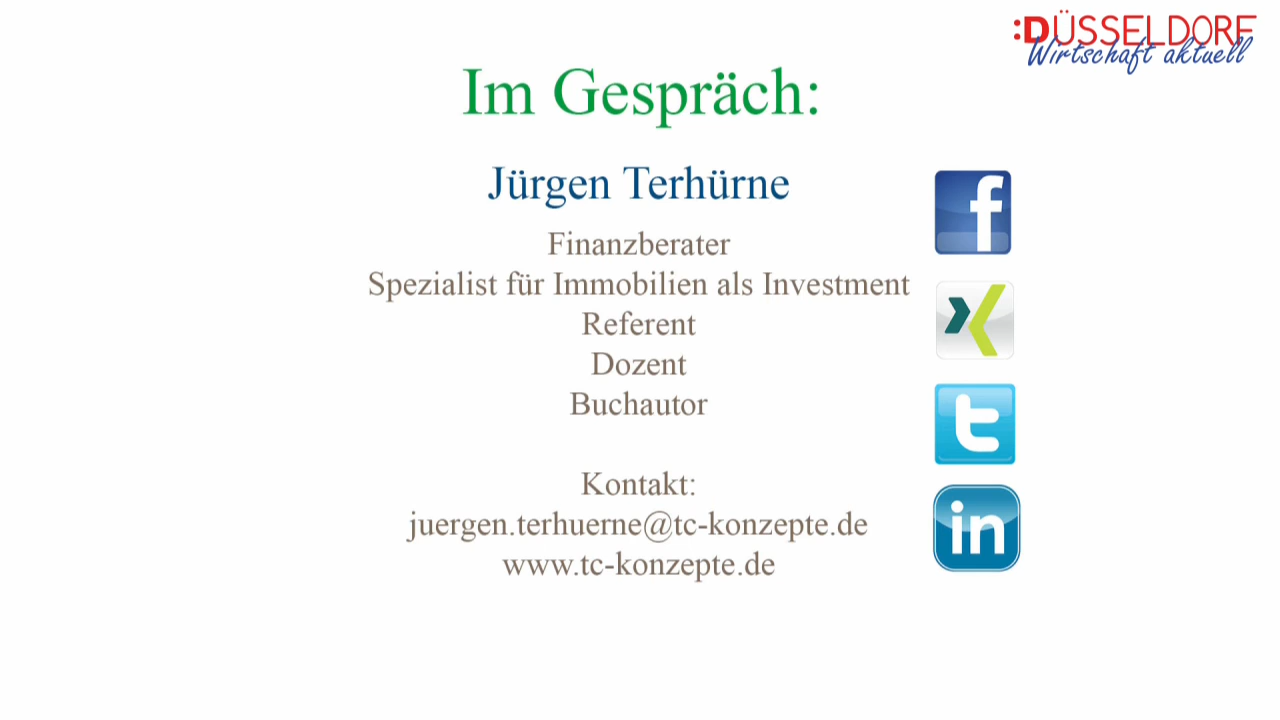 :DÜSSELDORF
Wirtschaft aktuell
Im Gespräch:
Jürgen Terhürne
Finanzberater
Spezialist für Immobilien als Investment
Referent
Dozent
Buchautor
Kontakt:
juergen.terhuerne@tc-konzepte.de
www.tc-konzepte.de